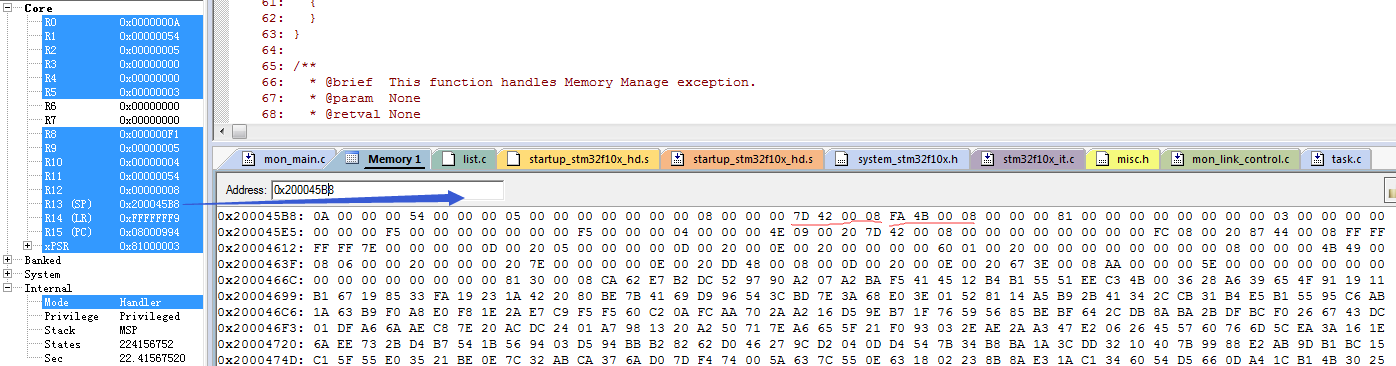 Core
R0 0x0000000A
R1 0x00000054
R2 0x00000005
R3 0x00000000
R4 0x00000000
R5 0x00000003
R6 0x00000000
R7 0x00000000
R8 0x000000F1
R9 0x00000005
R10 0x00000004
R11 0x00000054
R12 0x00000008
R13 (SP) 0x200045B8
R14 (LR) 0xFFFFFFF9
R15 (PC) 0x08000994
xPSR 0x81000003
Banked
System
Internal
Mode Handler
Privilege Privileged
Stack MSP
States 224156752
Sec 22.41567520
61: {
62: }
63: }
64:
65: /**
66: * @brief This function handles Memory Manage exception.
67: * @param None
68: * @retval None
mon_main.c Memory 1 list.c startup_stm32f10x_hd.s startup_stm32f10x_hd.s system_stm32f10x.h stm32f10x_it.c misc.h mon_link_control.c task.c
Address: 0x200045B8
0x200045B8: 0A 00 00 00 54 00 00 00 05 00 00 00 00 00 00 00 08 00 00 00 7D 42 00 08 FA 4B 00 08 00 00 00 81 00 00 00 00 00 00 00 00 03 00 00 00 00
0x200045E5: 00 00 00 F5 00 00 00 00 00 00 00 F5 00 00 00 04 00 00 00 4E 09 00 20 7D 42 00 08 00 00 00 00 00 00 00 00 FC 08 00 20 87 44 00 08 FF FF
0x20004612: FF FF 7E 00 00 00 00 0D 00 20 05 00 00 00 00 0D 00 20 00 0E 00 20 00 00 00 00 60 01 00 20 00 00 00 00 00 00 00 08 00 00 00 4B 49 00
0x2000463F: 08 06 00 00 20 00 00 00 20 7E 00 00 00 00 0E 00 20 DD 48 00 08 00 0D 00 20 00 0E 00 20 67 3E 00 08 AA 00 00 00 5E 00 00 00 00 00 00
0x2000466C: 00 00 00 00 00 81 30 00 08 CA 62 E7 B2 DC 52 97 90 A2 07 A2 BA F5 41 45 12 B4 B1 55 51 EE C3 4B 00 36 28 A6 39 65 4F 91 19 11
0x20004699: B1 67 19 85 33 FA 19 23 1A 42 20 80 BE 7B 41 69 D9 96 54 3C BD 7E 3A 68 E0 3E 01 52 81 14 A5 B9 2B 41 34 2C CB 31 B4 E5 B1 55 95 C6 AB
0x200046C6: 1A 63 B9 F0 A8 E0 F8 1E 2A E7 C9 F5 F5 60 C2 0A FC AA 70 2A A2 16 D5 9E B7 1F 76 59 56 85 BE BF 64 2C DB 8A BA 2B DF BC F0 26 67 43 DC
0x200046F3: 01 DF A6 6A AE C8 7E 20 AC DC 24 01 A7 98 13 20 A2 50 71 7E A6 65 5F 21 F0 93 03 2E AE 2A A3 47 E2 06 26 45 57 60 76 6D 5C EA 3A 16 1E
0x20004720: 6A EE 73 2B D4 B7 54 1B 56 94 03 D5 94 BB B2 82 62 D0 46 27 9C D2 04 0D D4 54 7B 34 B8 BA 1A 3C DD 32 10 40 7B 99 88 E2 AB 9D B1 BC 15
0x2000474D: C1 5F 55 E0 35 21 BE 0E 7C 32 AB CA 37 6A D0 7D F4 74 00 5A 63 7C 55 0E 63 18 02 23 8B 8A E3 1A C1 34 60 54 D5 66 0D A4 1C B1 4B 30 25